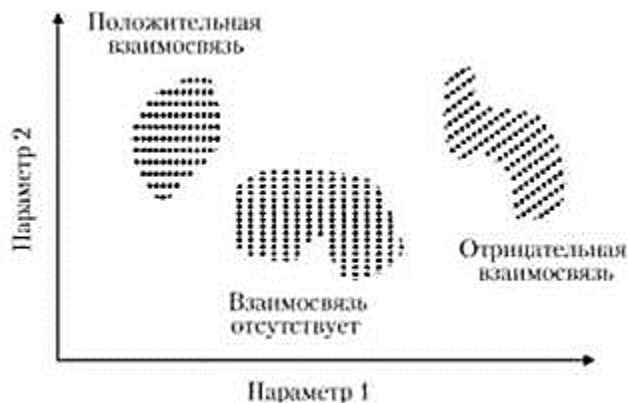 Положительная
взаимосвязь
Параметр 2
Отрицательная
взаимосвязь
Взаимосвязь
отсутствует
Параметр 1